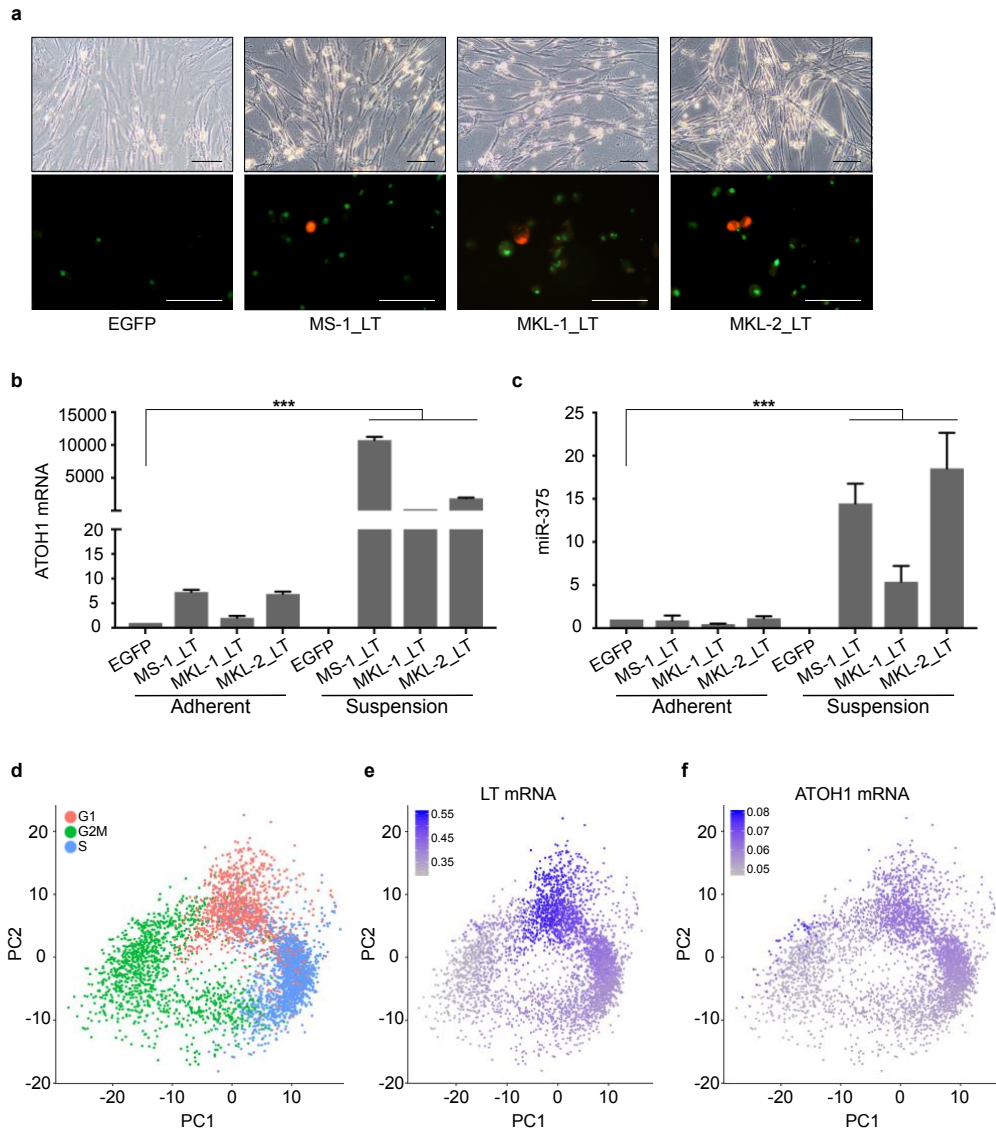 a
EGFP MS-1_LT MKL-1_LT MKL-2_LT
b
***
ATOH1 mRNA
15000
10000
5000
20
15
10
5
0
EGFP MS-1_LT MKL-1_LT MKL-2_LT EGFP MS-1_LT MKL-1_LT MKL-2_LT
Adherent Suspension
c
***
miR-375
25
20
15
10
5
0
EGFP MS-1_LT MKL-1_LT MKL-2_LT EGFP MS-1_LT MKL-1_LT MKL-2_LT
Adherent Suspension
d
G1
G2M
S
PC2
20
10
0
-10
-20
-20 -10 0 10
PC1
e
LT mRNA
0.55
0.45
0.35
PC2
20
10
0
-10
-20
-20 -10 0 10
PC1
f
ATOH1 mRNA
0.08
0.07
0.06
0.05
PC2
20
10
0
-10
-20
-20 -10 0 10
PC1